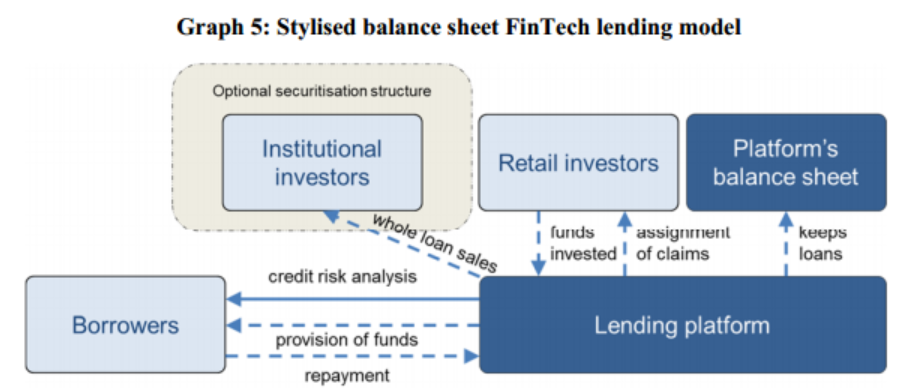 Graph 5: Stylised balance sheet FinTech lending model
Optional securitisation structure
Institutional
investors
Retail investors
Platform's
balance sheet
whole loan sales
funds
invested
assignment
of claims
keeps
loans
credit risk analysis
Borrowers
Lending platform
provision of funds
repayment